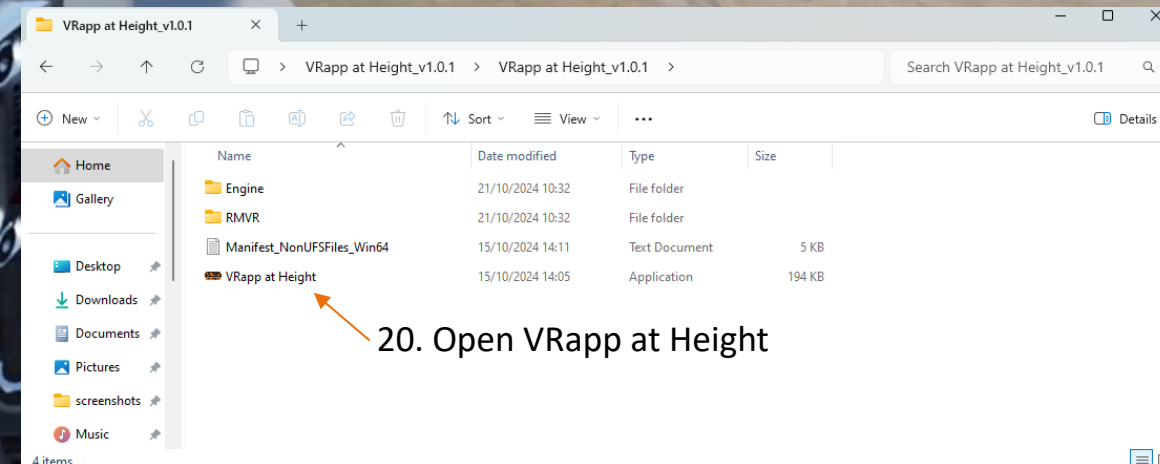 VRapp at Height_v1.0.1
VRapp at Height_v1.0.1 > VRapp at Height_v1.0.1 >
Search VRapp at Height_v1.0.1
New
Sort
View
Details
Home
Gallery
Desktop
Downloads
Documents
Pictures
screenshots
Music
Name Date modified Type Size
Engine 21/10/2024 10:32 File folder
RMVR 21/10/2024 10:32 File folder
Manifest_NonUFSFiles_Win64 15/10/2024 14:11 Text Document 5 KB
VRapp at Height 15/10/2024 14:05 Application 194 KB
20. Open VRapp at Height
4 items